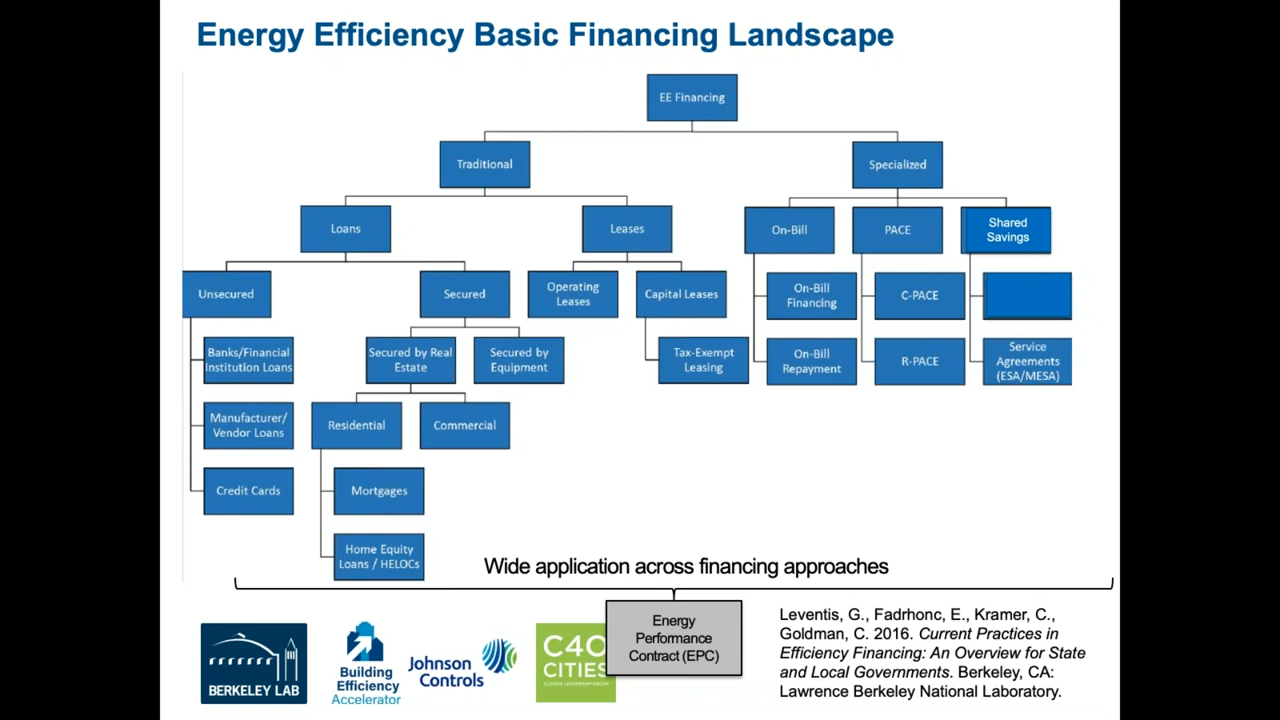 Energy Efficiency Basic Financing Landscape
EE Financing
Traditional
Specialized
Loans
Leases
On-Bill
PACE
Shared
Savings
Unsecured
Secured
Operating
Leases
Capital Leases
On-Bill
Financing
C-PACE
Banks/Financial
Institution Loans
Secured by Real
Estate
Secured by
Equipment
Tax-Exempt
Leasing
On-Bill
Repayment
R-PACE
Service
Agreements
(ESA/MESA)
Manufacturer/
Vendor Loans
Residential
Commercial
Credit Cards
Mortgages
Home Equity
Loans / HELOCs
Wide application across financing approaches
Energy
Performance
Contract (EPC)
BERKELEY LAB
Building
Efficiency
Accelerator
Johnson
Controls
C40
CITIES
CLIMATE LEADERSHIP GROUP
Leventis, G., Fadrhonc, E., Kramer, C.,
Goldman, C. 2016. Current Practices in
Efficiency Financing: An Overview for State
and Local Governments. Berkeley, CA:
Lawrence Berkeley National Laboratory.